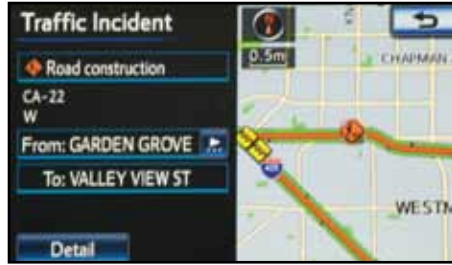 Traffic Incident
Road construction
CA-22
W
From: GARDEN GROVE
To: VALLEY VIEW ST
Detail
0.5m
CHAPMAN
405
WESTM